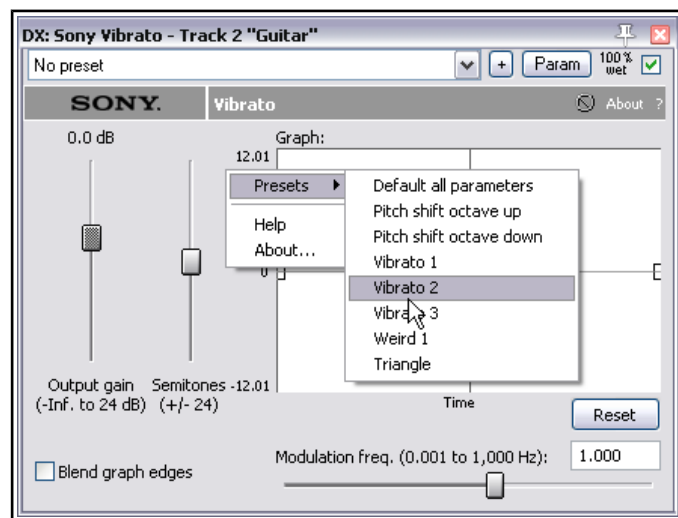 DX: Sony Vibrato - Track 2 "Guitar"
No preset + Param 100 % wet
SONY. Vibrato About ?
0.0 dB Graph:
12.01
Presets
Help
About...
Default all parameters
Pitch shift octave up
Pitch shift octave down
Vibrato 1
Vibrato 2
Vibrato 3
Weird 1
Triangle
0
Output gain Semitones -12.01
(-Inf. to 24 dB) (+/- 24) Time
Reset
Blend graph edges Modulation freq. (0.001 to 1,000 Hz): 1.000